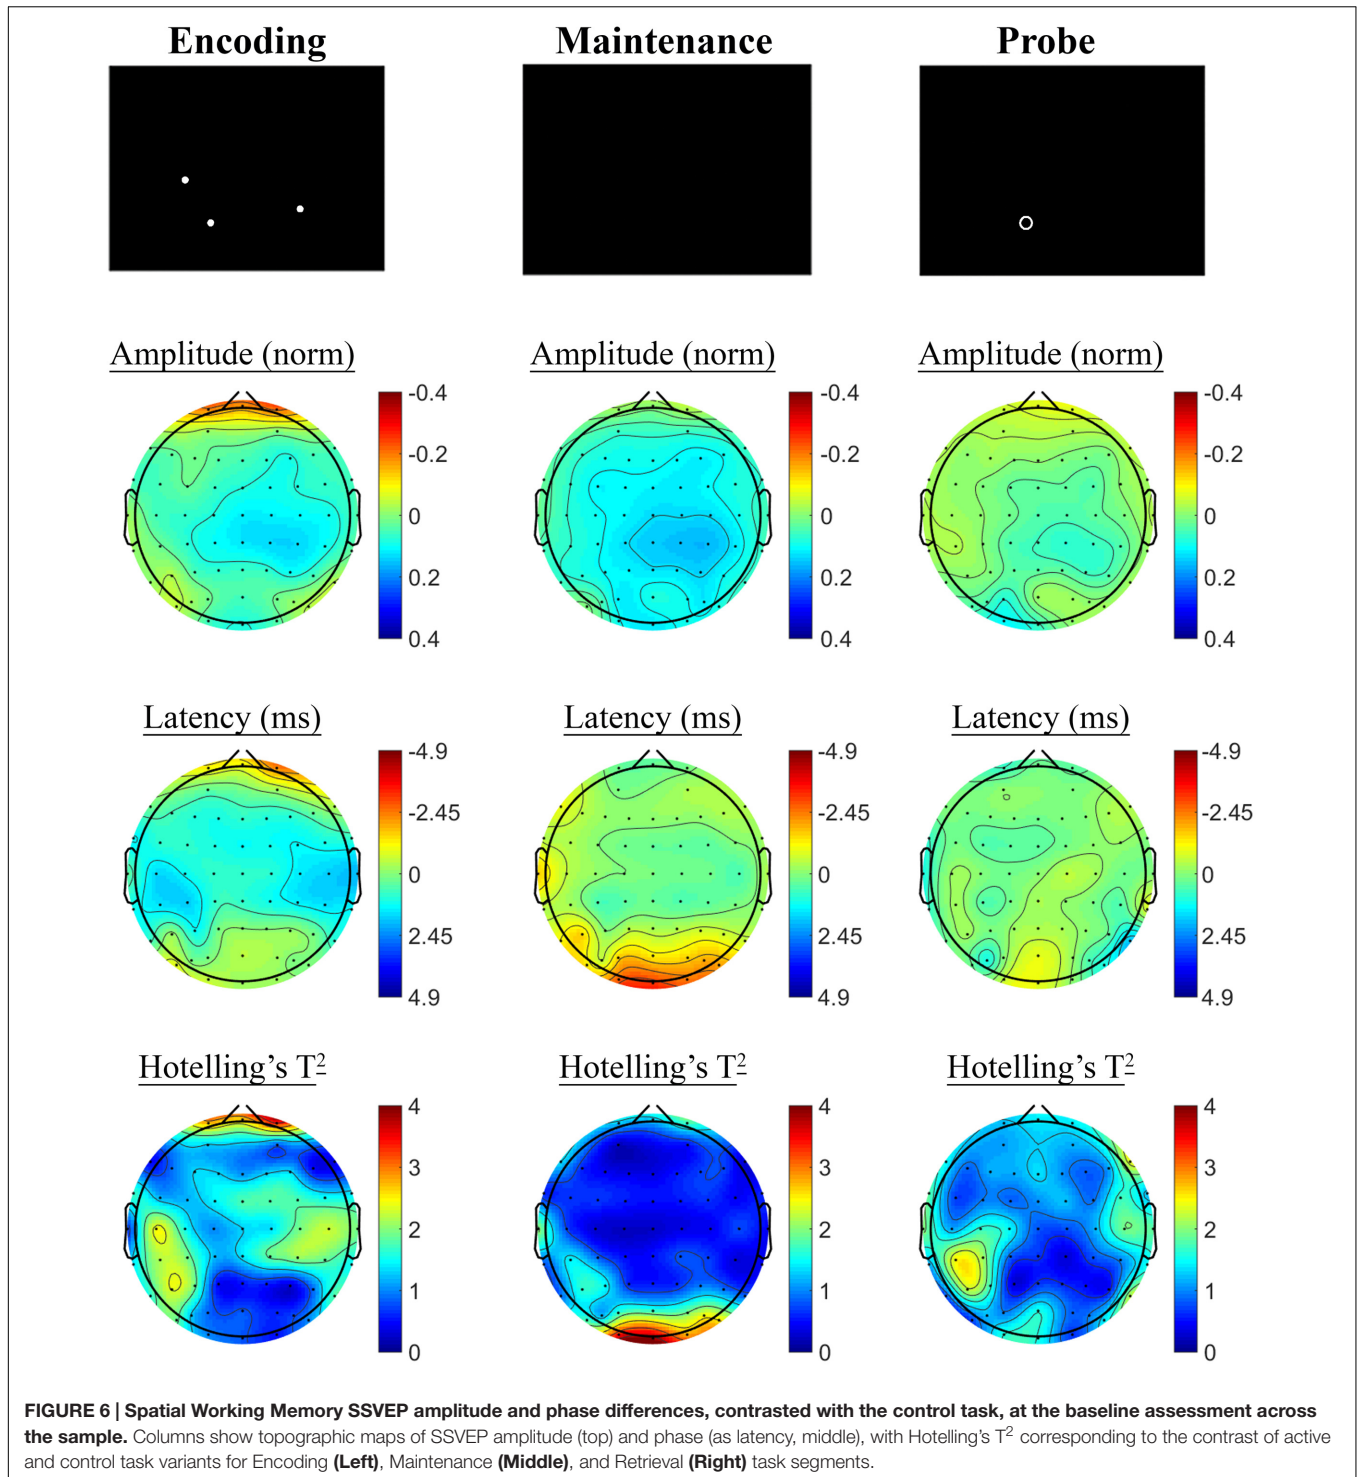 Encoding Maintenance Probe
Amplitude (norm) Amplitude (norm) Amplitude (norm)
-0.4 -0.4 -0.4
-0.2 -0.2 -0.2
0 0 0
0.2 0.2 0.2
0.4 0.4 0.4
Latency (ms) Latency (ms) Latency (ms)
-4.9 -4.9 -4.9
-2.45 -2.45 -2.45
0 0 0
2.45 2.45 2.45
4.9 4.9 4.9
Hotelling's T² Hotelling's T² Hotelling's T²
4 4 4
3 3 3
2 2 2
1 1 1
0 0 0
FIGURE 6 | Spatial Working Memory SSVEP amplitude and phase differences, contrasted with the control task, at the baseline assessment across
the sample. Columns show topographic maps of SSVEP amplitude (top) and phase (as latency, middle), with Hotelling's T² corresponding to the contrast of active
and control task variants for Encoding (Left), Maintenance (Middle), and Retrieval (Right) task segments.